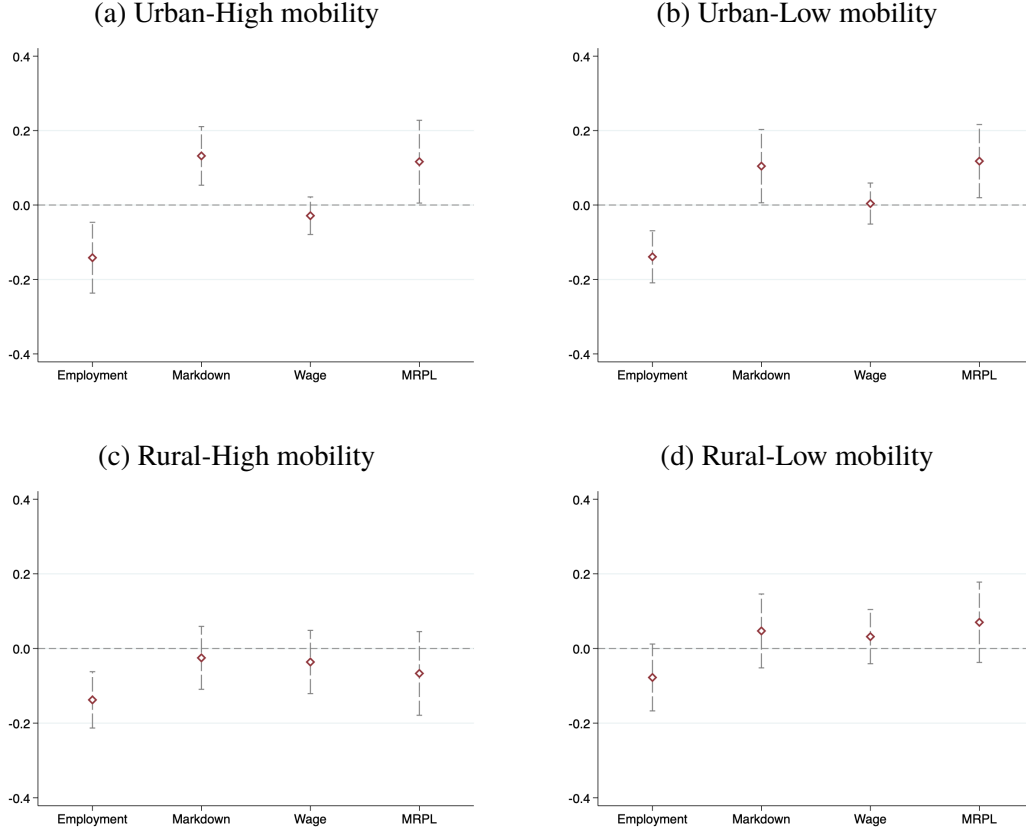 (a) Urban-High mobility
0.4
0.2
0.0
-0.2
-0.4
Employment Markdown Wage MRPL
(b) Urban-Low mobility
0.4
0.2
0.0
-0.2
-0.4
Employment Markdown Wage MRPL
(c) Rural-High mobility
0.4
0.2
0.0
-0.2
-0.4
Employment Markdown Wage MRPL
(d) Rural-Low mobility
0.4
0.2
0.0
-0.2
-0.4
Employment Markdown Wage MRPL